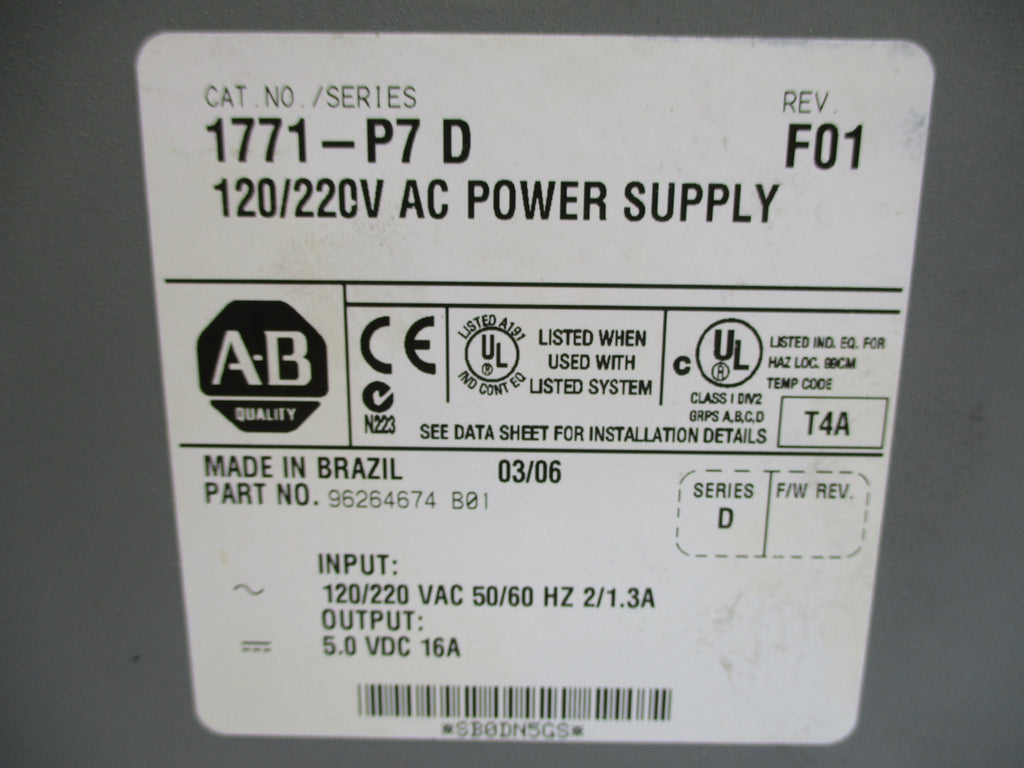 CAT.NO./SERIES
REV.
1771-P7 D
F01
120/220V AC POWER SUPPLY
A-B
QUALITY
CE
N223
LISTED A191
UL
R
IND CONT EQ
LISTED WHEN
USED WITH
LISTED SYSTEM
C UL
R
LISTED IND. EQ. FOR
HAZ LOC.
TEMP CODE
CLASS I DIV2
GRPS A,B,C,D
T4A
SEE DATA SHEET FOR INSTALLATION DETAILS
MADE IN BRAZIL 03/06
PART NO. 96264674 B01
SERIES
D
F/W REV.
INPUT:
120/220 VAC 50/60 HZ 2/1.3A
OUTPUT:
5.0 VDC 16A
*SB0DN5GS*